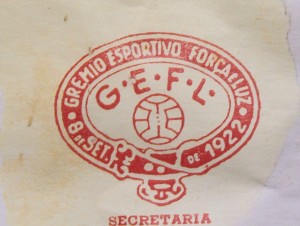 GREMIO ESPORTIVO FORÇA E LUZ
G.E.F.L.
8 DE SET. DE 1922
SECRETARIA